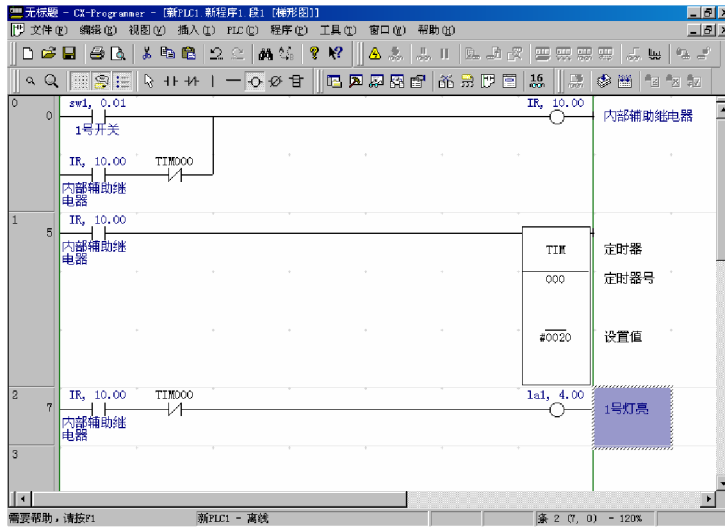 无标题 - CX-Programmer - [新PLC1.新程序1.段1 [梯形图]]
文件(F) 编辑(E) 视图(V) 插入(I) PLC(C) 程序(P) 工具(T) 窗口(W) 帮助(H)
16
0
0
sw1, 0.01
1号开关
IR, 10.00
内部辅助继电器
IR, 10.00
TIM000
内部辅助继
电器
1
5
IR, 10.00
内部辅助继
电器
TIM
定时器
000
定时器号
#0020
设置值
2
7
IR, 10.00
TIM000
内部辅助继
电器
la1, 4.00
1号灯亮
3
需要帮助,请按F1
新PLC1 - 离线
条 2 (7, 0) - 120%